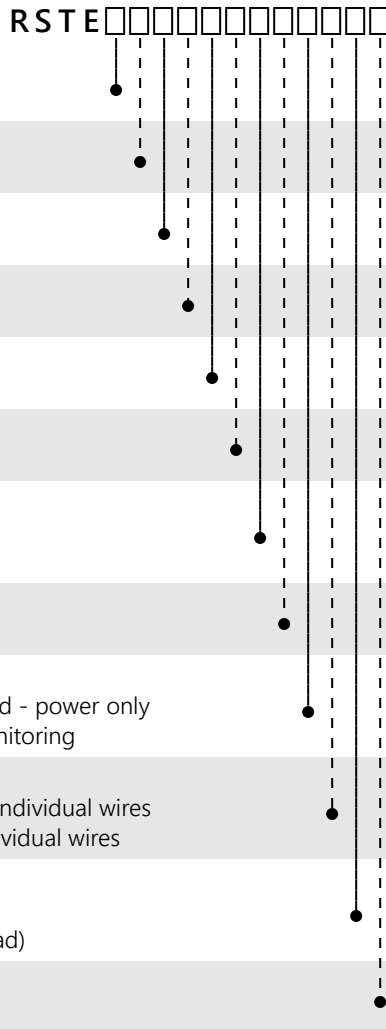 RSTE
d - power only
nitoring
ndividual wires
vidual wires
ad)